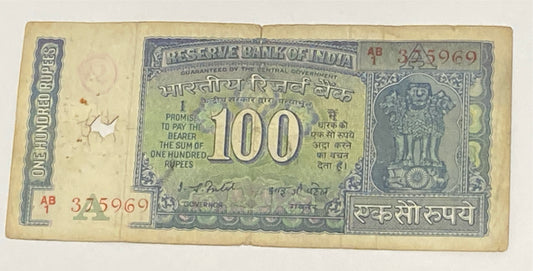 RESERVE BANK OF INDIA
AB
1 375969
GUARANTEED BY THE CENTRAL GOVERNMENT
भारतीय रिज़र्व बैंक
केन्द्रीय सरकार द्वारा प्रत्याभूत
ONE HUNDRED RUPEES
1
PROMISE
TO PAY THE
BEARER
THE SUM OF
ONE HUNDRED
RUPEES
100
मैं
धारक को
एक सौ रुपये
अदा करने
का वचन
देता हूँ।
GOVERNOR
गवर्नर
AB
1 375969
A
एक सौ रुपये